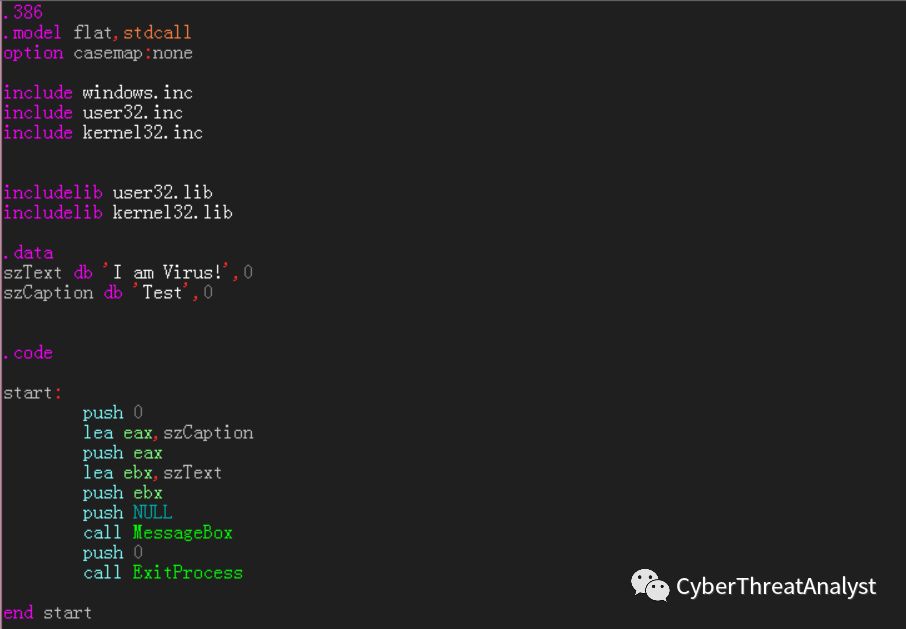 .386
.model flat,stdcall
option casemap:none
include windows.inc
include user32.inc
include kernel32.inc
includelib user32.lib
includelib kernel32.lib
.data
szText db 'I am Virus!',0
szCaption db 'Test',0
.code
start:
push 0
lea eax,szCaption
push eax
lea ebx,szText
push ebx
push NULL
call MessageBox
push 0
call ExitProcess
end start
CyberThreatAnalyst